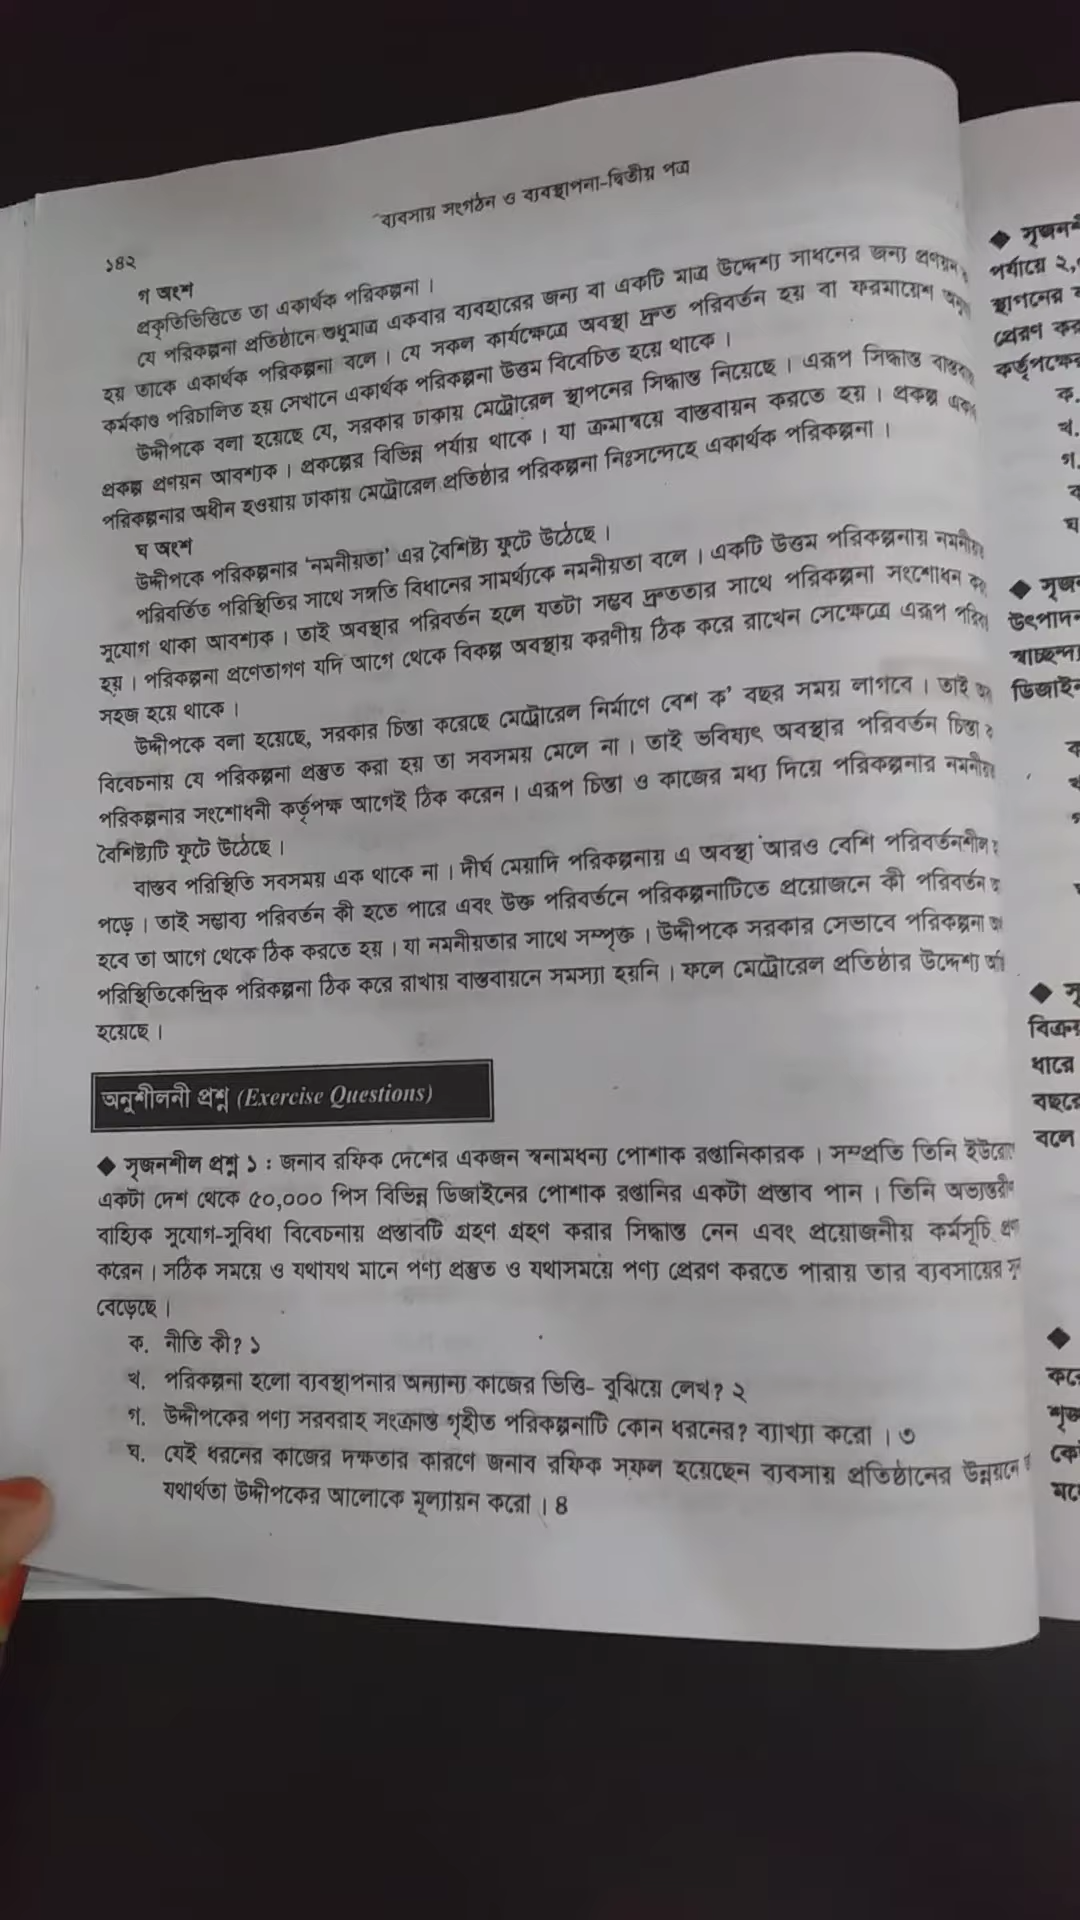 ব্যবসায় সংগঠন ও ব্যবস্থাপনা-দ্বিতীয় পত্র
১৪২
গ অংশ
প্রকৃতিভিত্তিতে তা একার্থক পরিকল্পনা।
যে পরিকল্পনা প্রতিষ্ঠানে শুধুমাত্র একবার ব্যবহারের জন্য বা একটি মাত্র উদ্দেশ্য সাধনের জন্য প্রণয়ন
হয় তাকে একার্থক পরিকল্পনা বলে। যে সকল কার্যক্ষেত্রে অবস্থা দ্রুত পরিবর্তন হয় বা ফরমায়েশ
কর্মকাণ্ড পরিচালিত হয় সেখানে একার্থক পরিকল্পনা উত্তম বিবেচিত হয়ে থাকে।
উদ্দীপকে বলা হয়েছে যে, সরকার ঢাকায় মেট্রোরেল স্থাপনের সিদ্ধান্ত নিয়েছে। এরূপ সিদ্ধান্ত
প্রকল্প প্রণয়ন আবশ্যক। প্রকল্পের বিভিন্ন পর্যায় থাকে। যা ক্রমান্বয়ে বাস্তবায়ন করতে হয়। প্রকল্প
পরিকল্পনার অধীন হওয়ায় ঢাকায় মেট্রোরেল প্রতিষ্ঠার পরিকল্পনা নিঃসন্দেহে একার্থক পরিকল্পনা।
ঘ অংশ
উদ্দীপকে পরিকল্পনার ‘নমনীয়তা’ এর বৈশিষ্ট্য ফুটে উঠেছে।
পরিবর্তিত পরিস্থিতির সাথে সঙ্গতি বিধানের সামর্থ্যকে নমনীয়তা বলে। একটি উত্তম পরিকল্পনায়
সুযোগ থাকা আবশ্যক। তাই অবস্থার পরিবর্তন হলে যতটা সম্ভব দ্রুততার সাথে পরিকল্পনা সংশোধন
হয়। পরিকল্পনা প্রণেতাগণ যদি আগে থেকে বিকল্প অবস্থায় করণীয় ঠিক করে রাখেন সেক্ষেত্রে এরূপ
সহজ হয়ে থাকে।
উদ্দীপকে বলা হয়েছে, সরকার চিন্তা করেছে মেট্রোরেল নির্মাণে বেশ ক’ বছর সময় লাগবে। তাই
বিবেচনায় যে পরিকল্পনা প্রস্তুত করা হয় তা সবসময় মেলে না। তাই ভবিষ্যৎ অবস্থার পরিবর্তন চিন্তা
পরিকল্পনার সংশোধনী কর্তৃপক্ষ আগেই ঠিক করেন। এরূপ চিন্তা ও কাজের মধ্য দিয়ে পরিকল্পনার
বৈশিষ্ট্যটি ফুটে উঠেছে।
বাস্তব পরিস্থিতি সবসময় এক থাকে না। দীর্ঘ মেয়াদি পরিকল্পনায় এ অবস্থা আরও বেশি পরিবর্তনশীল
পড়ে। তাই সম্ভাব্য পরিবর্তন কী হতে পারে এবং উক্ত পরিবর্তনে পরিকল্পনাটিতে প্রয়োজনে কী পরিবর্তন
হবে তা আগে থেকে ঠিক করতে হয়। যা নমনীয়তার সাথে সম্পৃক্ত। উদ্দীপকে সরকার সেভাবে পরিকল্পনা
পরিস্থিতিকেন্দ্রিক পরিকল্পনা ঠিক করে রাখায় বাস্তবায়নে সমস্যা হয়নি। ফলে মেট্রোরেল প্রতিষ্ঠার উদ্দেশ্য
হয়েছে।
অনুশীলনী প্রশ্ন (Exercise Questions)
◆ সৃজনশীল প্রশ্ন ১ : জনাব রফিক দেশের একজন স্বনামধন্য পোশাক রপ্তানিকারক। সম্প্রতি তিনি
একটা দেশ থেকে ৫০,০০০ পিস বিভিন্ন ডিজাইনের পোশাক রপ্তানির একটা প্রস্তাব পান। তিনি
বাহ্যিক সুযোগ-সুবিধা বিবেচনায় প্রস্তাবটি গ্রহণ গ্রহণ করার সিদ্ধান্ত নেন এবং প্রয়োজনীয় কর্মসূচি
করেন। সঠিক সময়ে ও যথাযথ মানে পণ্য প্রস্তুত ও যথাসময়ে পণ্য প্রেরণ করতে পারায় তার ব্যবসায়ের
বেড়েছে।
ক. নীতি কী? ১
খ. পরিকল্পনা হলো ব্যবস্থাপনার অন্যান্য কাজের ভিত্তি- বুঝিয়ে লেখ? ২
গ. উদ্দীপকের পণ্য সরবরাহ সংক্রান্ত গৃহীত পরিকল্পনাটি কোন ধরনের? ব্যাখ্যা করো। ৩
ঘ. যেই ধরনের কাজের দক্ষতার কারণে জনাব রফিক সফল হয়েছেন ব্যবসায় প্রতিষ্ঠানের উন্নয়নে
যথার্থতা উদ্দীপকের আলোকে মূল্যায়ন করো। ৪
পর্যায়ে
স্থাপনের
প্রেরণ
ক.
খ.
গ.
ঘ
বিক্রয়
ধারে
বছরে
বলে